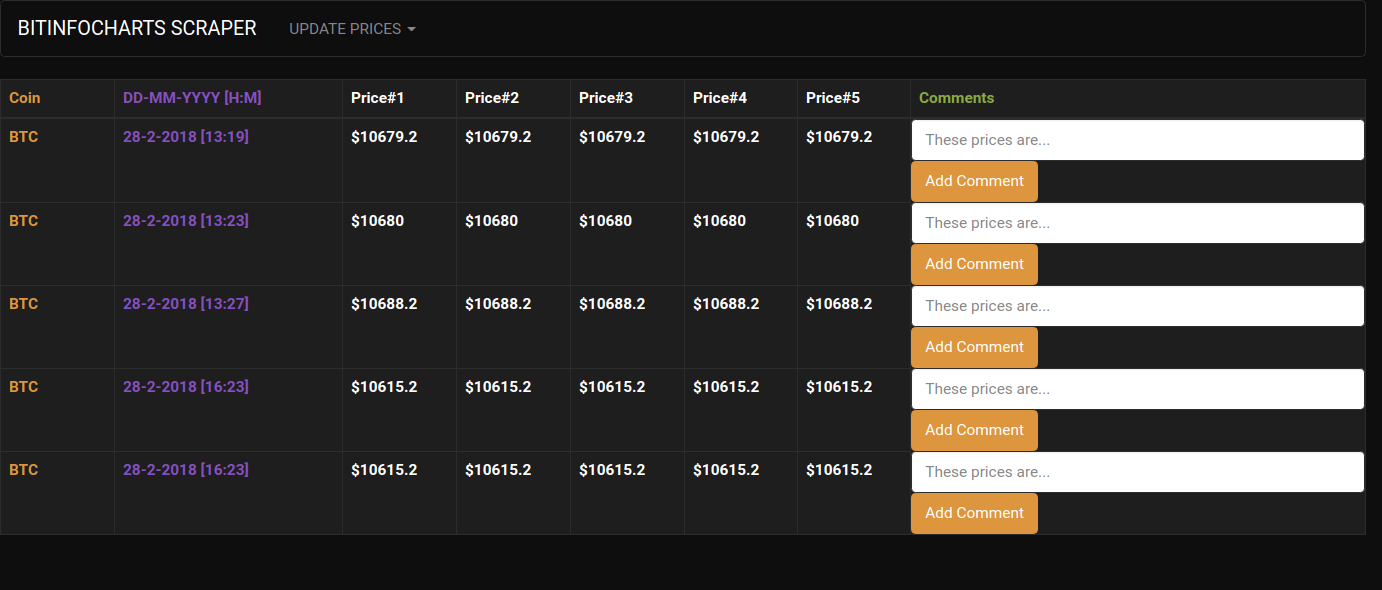 BITINFOCHARTS SCRAPER UPDATE PRICES
Coin DD-MM-YYYY [H:M] Price#1 Price#2 Price#3 Price#4 Price#5 Comments
BTC 28-2-2018 [13:19] $10679.2 $10679.2 $10679.2 $10679.2 $10679.2 These prices are...
Add Comment
BTC 28-2-2018 [13:23] $10680 $10680 $10680 $10680 $10680 These prices are...
Add Comment
BTC 28-2-2018 [13:27] $10688.2 $10688.2 $10688.2 $10688.2 $10688.2 These prices are...
Add Comment
BTC 28-2-2018 [16:23] $10615.2 $10615.2 $10615.2 $10615.2 $10615.2 These prices are...
Add Comment
BTC 28-2-2018 [16:23] $10615.2 $10615.2 $10615.2 $10615.2 $10615.2 These prices are...
Add Comment